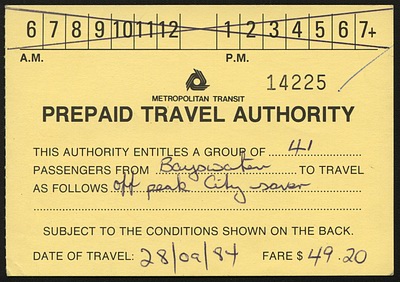 6 7 8 9 10 11 12 1 2 3 4 5 6 7+
A.M. P.M.
14225
METROPOLITAN TRANSIT
PREPAID TRAVEL AUTHORITY
THIS AUTHORITY ENTITLES A GROUP OF 41
PASSENGERS FROM Bayswater TO TRAVEL
AS FOLLOWS off peak City saver
SUBJECT TO THE CONDITIONS SHOWN ON THE BACK.
DATE OF TRAVEL: 28/09/84 FARE $ 49.20